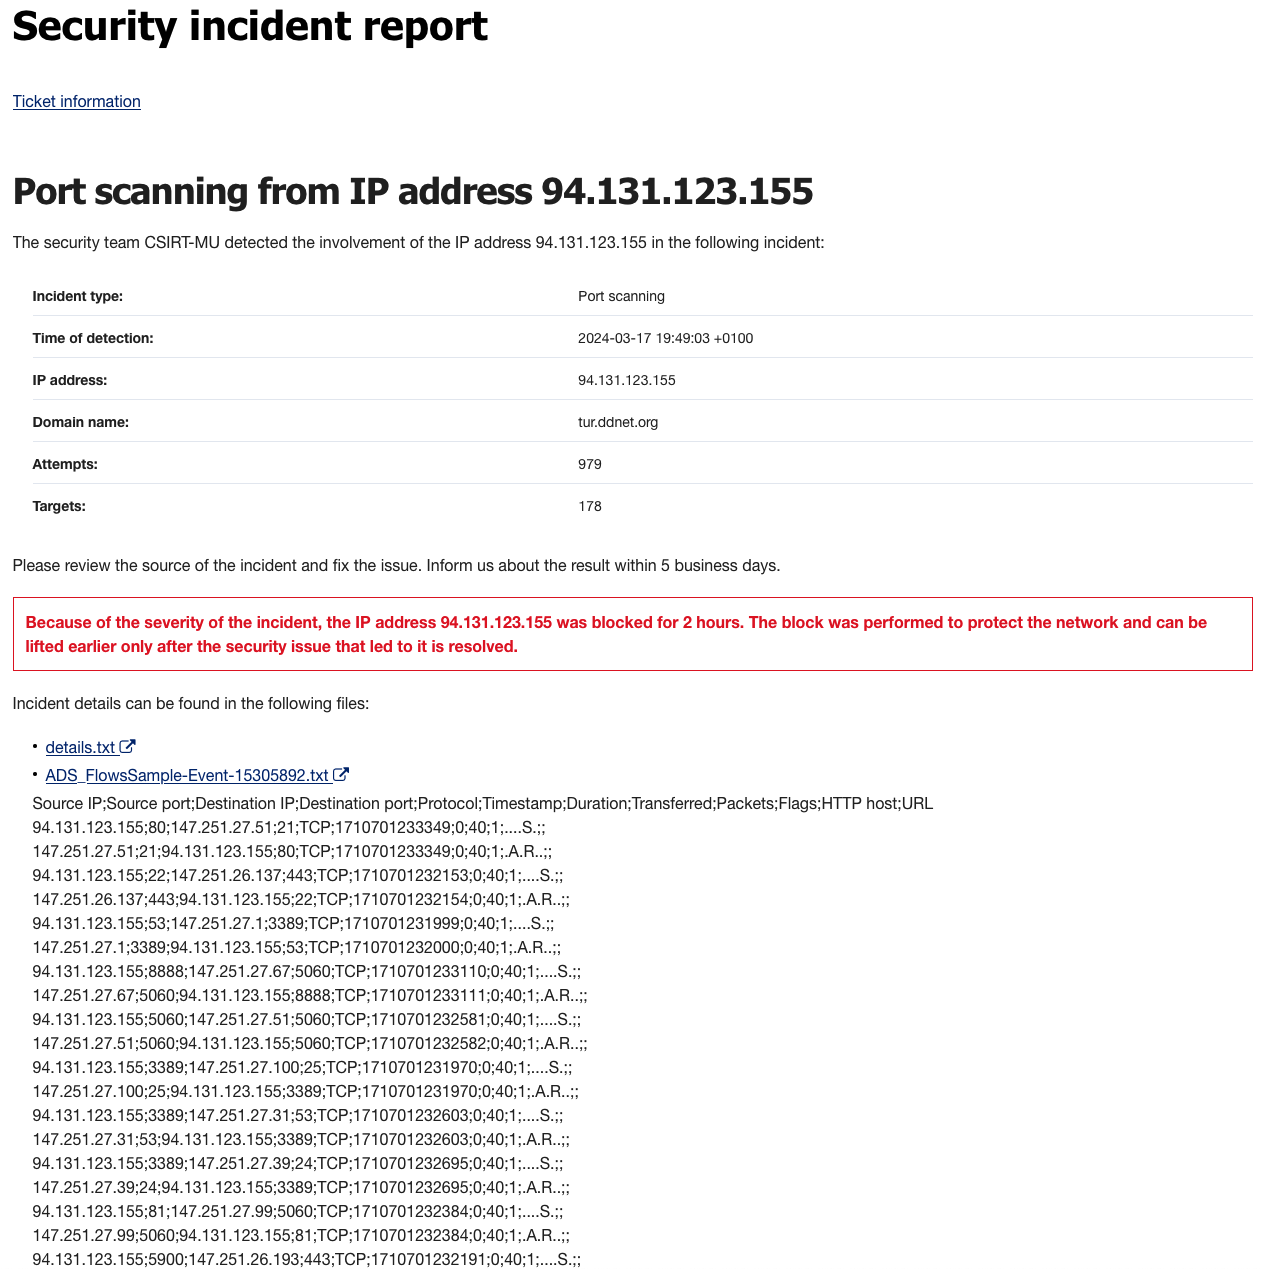 Security incident report
Ticket information
Port scanning from IP address 94.131.123.155
The security team CSIRT-MU detected the involvement of the IP address 94.131.123.155 in the following incident:
Incident type: Port scanning
Time of detection: 2024-03-17 19:49:03 +0100
IP address: 94.131.123.155
Domain name: tur.ddnet.org
Attempts: 979
Targets: 178
Please review the source of the incident and fix the issue. Inform us about the result within 5 business days.
Because of the severity of the incident, the IP address 94.131.123.155 was blocked for 2 hours. The block was performed to protect the network and can be
lifted earlier only after the security issue that led to it is resolved.
Incident details can be found in the following files:
• details.txt
• ADS_FlowsSample-Event-15305892.txt
Source IP;Source port;Destination IP;Destination port;Protocol;Timestamp;Duration;Transferred;Packets;Flags;HTTP host;URL
94.131.123.155;80;147.251.27.51;21;TCP;1710701233349;0;40;1;....S.;;
147.251.27.51;21;94.131.123.155;80;TCP;1710701233349;0;40;1;.A.R..;;
94.131.123.155;22;147.251.26.137;443;TCP;1710701232153;0;40;1;....S.;;
147.251.26.137;443;94.131.123.155;22;TCP;1710701232154;0;40;1;.A.R..;;
94.131.123.155;53;147.251.27.1;3389;TCP;1710701231999;0;40;1;....S.;;
147.251.27.1;3389;94.131.123.155;53;TCP;1710701232000;0;40;1;.A.R..;;
94.131.123.155;8888;147.251.27.67;5060;TCP;1710701233110;0;40;1;....S.;;
147.251.27.67;5060;94.131.123.155;8888;TCP;1710701233111;0;40;1;.A.R..;;
94.131.123.155;5060;147.251.27.51;5060;TCP;1710701232581;0;40;1;....S.;;
147.251.27.51;5060;94.131.123.155;5060;TCP;1710701232582;0;40;1;.A.R..;;
94.131.123.155;3389;147.251.27.100;25;TCP;1710701231970;0;40;1;....S.;;
147.251.27.100;25;94.131.123.155;3389;TCP;1710701231970;0;40;1;.A.R..;;
94.131.123.155;3389;147.251.27.31;53;TCP;1710701232603;0;40;1;....S.;;
147.251.27.31;53;94.131.123.155;3389;TCP;1710701232603;0;40;1;.A.R..;;
94.131.123.155;3389;147.251.27.39;24;TCP;1710701232695;0;40;1;....S.;;
147.251.27.39;24;94.131.123.155;3389;TCP;1710701232695;0;40;1;.A.R..;;
94.131.123.155;81;147.251.27.99;5060;TCP;1710701232384;0;40;1;....S.;;
147.251.27.99;5060;94.131.123.155;81;TCP;1710701232384;0;40;1;.A.R..;;
94.131.123.155;5900;147.251.26.193;443;TCP;1710701232191;0;40;1;....S.;;